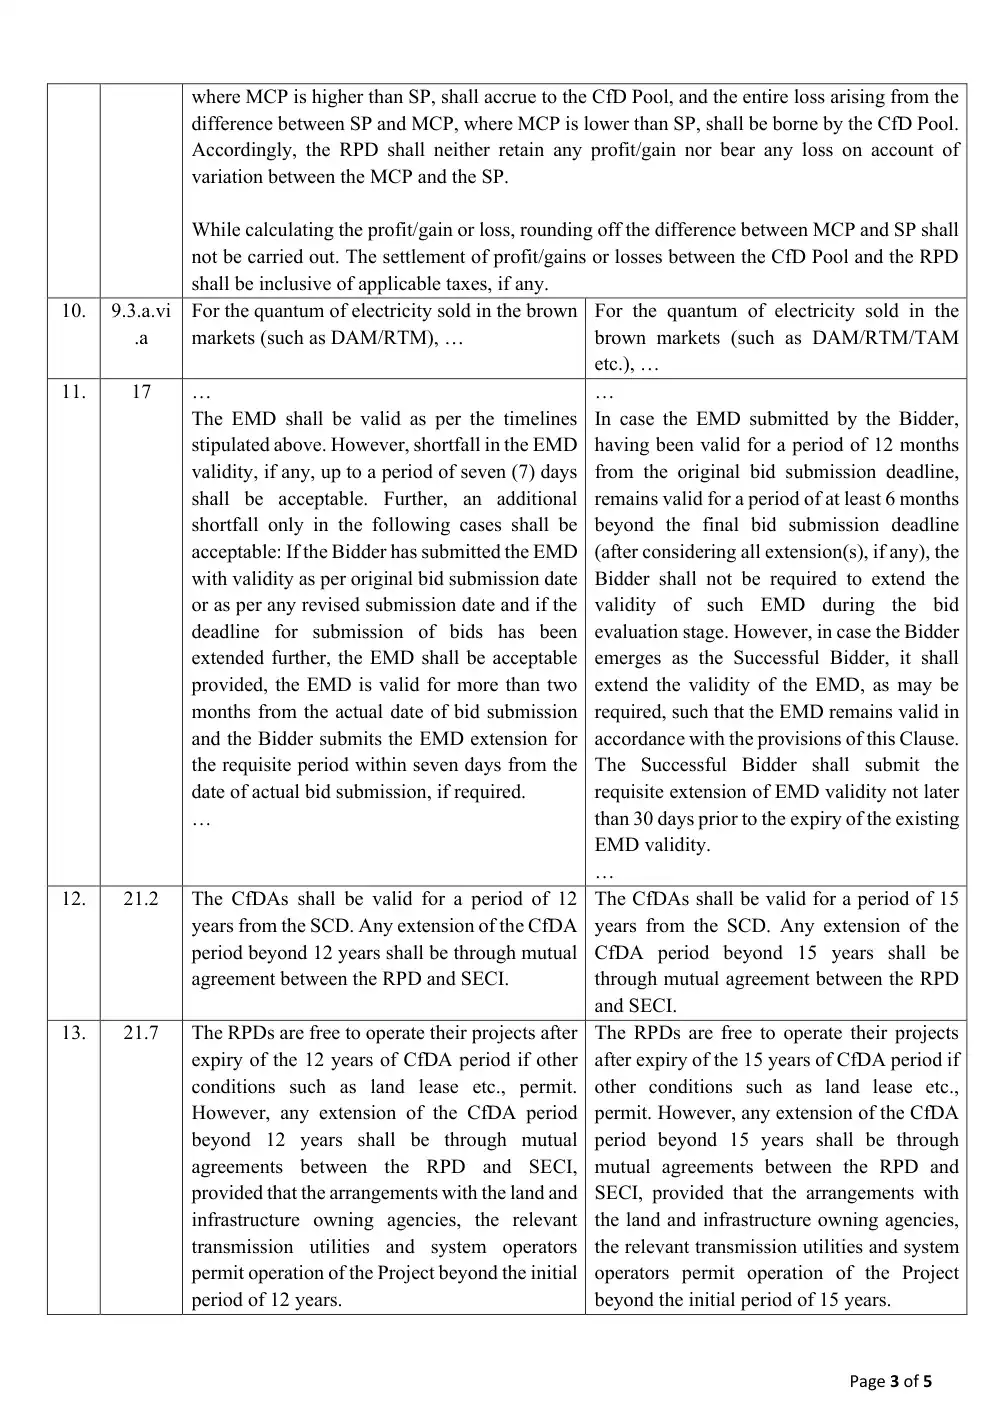 where MCP is higher than SP, shall accrue to the CfD Pool, and the entire loss arising from the
difference between SP and MCP, where MCP is lower than SP, shall be borne by the CfD Pool.
Accordingly, the RPD shall neither retain any profit/gain nor bear any loss on account of
variation between the MCP and the SP.
While calculating the profit/gain or loss, rounding off the difference between MCP and SP shall
not be carried out. The settlement of profit/gains or losses between the CfD Pool and the RPD
shall be inclusive of applicable taxes, if any.
10.
9.3.a.vi
.a
For the quantum of electricity sold in the brown
markets (such as DAM/RTM), …
For the quantum of electricity sold in the
brown markets (such as DAM/RTM/TAM
etc.), …
11.
17
…
The EMD shall be valid as per the timelines
stipulated above. However, shortfall in the EMD
validity, if any, up to a period of seven (7) days
shall be acceptable. Further, an additional
shortfall only in the following cases shall be
acceptable: If the Bidder has submitted the EMD
with validity as per original bid submission date
or as per any revised submission date and if the
deadline for submission of bids has been
extended further, the EMD shall be acceptable
provided, the EMD is valid for more than two
months from the actual date of bid submission
and the Bidder submits the EMD extension for
the requisite period within seven days from the
date of actual bid submission, if required.
…
…
In case the EMD submitted by the Bidder,
having been valid for a period of 12 months
from the original bid submission deadline,
remains valid for a period of at least 6 months
beyond the final bid submission deadline
(after considering all extension(s), if any), the
Bidder shall not be required to extend the
validity of such EMD during the bid
evaluation stage. However, in case the Bidder
emerges as the Successful Bidder, it shall
extend the validity of the EMD, as may be
required, such that the EMD remains valid in
accordance with the provisions of this Clause.
The Successful Bidder shall submit the
requisite extension of EMD validity not later
than 30 days prior to the expiry of the existing
EMD validity.
…
12.
21.2
The CfDAs shall be valid for a period of 12
years from the SCD. Any extension of the CfDA
period beyond 12 years shall be through mutual
agreement between the RPD and SECI.
The CfDAs shall be valid for a period of 15
years from the SCD. Any extension of the
CfDA period beyond 15 years shall be
through mutual agreement between the RPD
and SECI.
13.
21.7
The RPDs are free to operate their projects after
expiry of the 12 years of CfDA period if other
conditions such as land lease etc., permit.
However, any extension of the CfDA period
beyond 12 years shall be through mutual
agreements between the RPD and SECI,
provided that the arrangements with the land and
infrastructure owning agencies, the relevant
transmission utilities and system operators
permit operation of the Project beyond the initial
period of 12 years.
The RPDs are free to operate their projects
after expiry of the 15 years of CfDA period if
other conditions such as land lease etc.,
permit. However, any extension of the CfDA
period beyond 15 years shall be through
mutual agreements between the RPD and
SECI, provided that the arrangements with
the land and infrastructure owning agencies,
the relevant transmission utilities and system
operators permit operation of the Project
beyond the initial period of 15 years.
Page 3 of 5